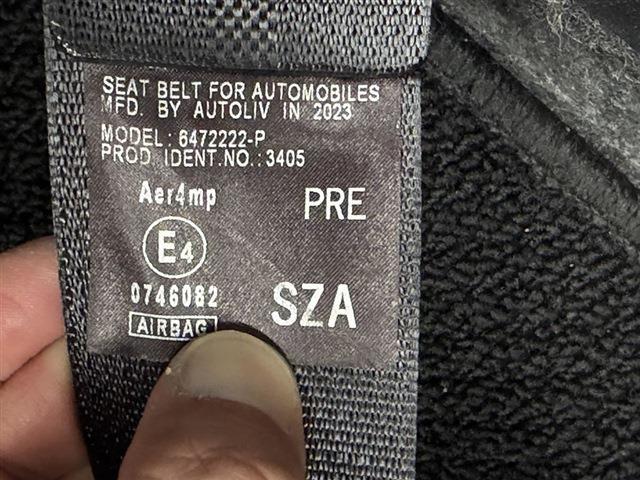 SEAT BELT FOR AUTOMOBILES
MFD. BY AUTOLIV IN 2023
MODEL: 6472222-P
PROD. IDENT.NO.: 3405
Aer4mp
PRE
E4
0746082
SZA
AIRBAG